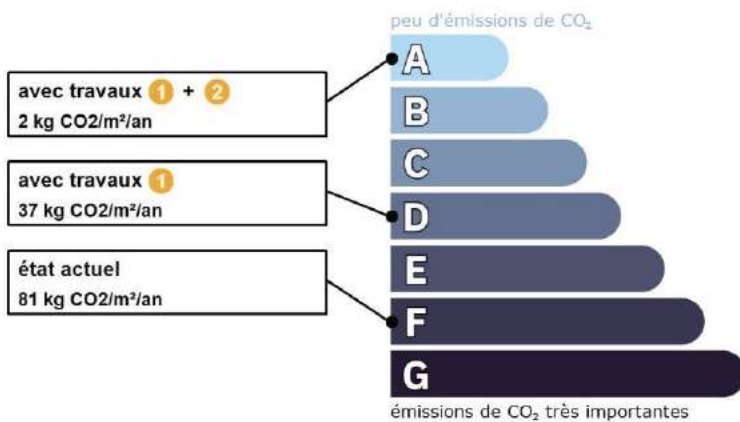 peu d'émissions de CO₂
A
avec travaux 1 + 2
2 kg CO2/m²/an
B
C
avec travaux 1
37 kg CO2/m²/an
D
état actuel
81 kg CO2/m²/an
E
F
G
émissions de CO₂ très importantes